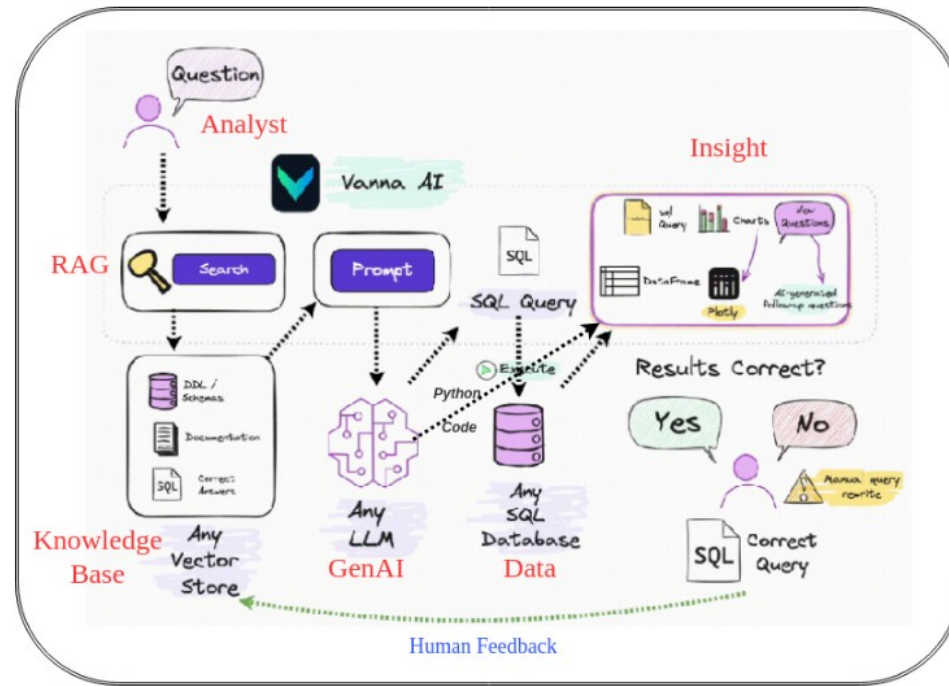 Question
Analyst
Insight
Vanna AI
RAG
Search
Prompt
SQL
SQL Query
sql
Query
Charts
New
Questions
DataFrame
Plotly
AI-generated
followup questions
Execute
Python
Code
Results Correct?
Yes
No
DDL /
Schemas
Documentation
SQL
Correct
Answers
Manua query
rewrite
Any
LLM
Any
SQL
Database
SQL
Correct
Query
Knowledge
Base
Any
Vector
Store
GenAI
Data
Human Feedback